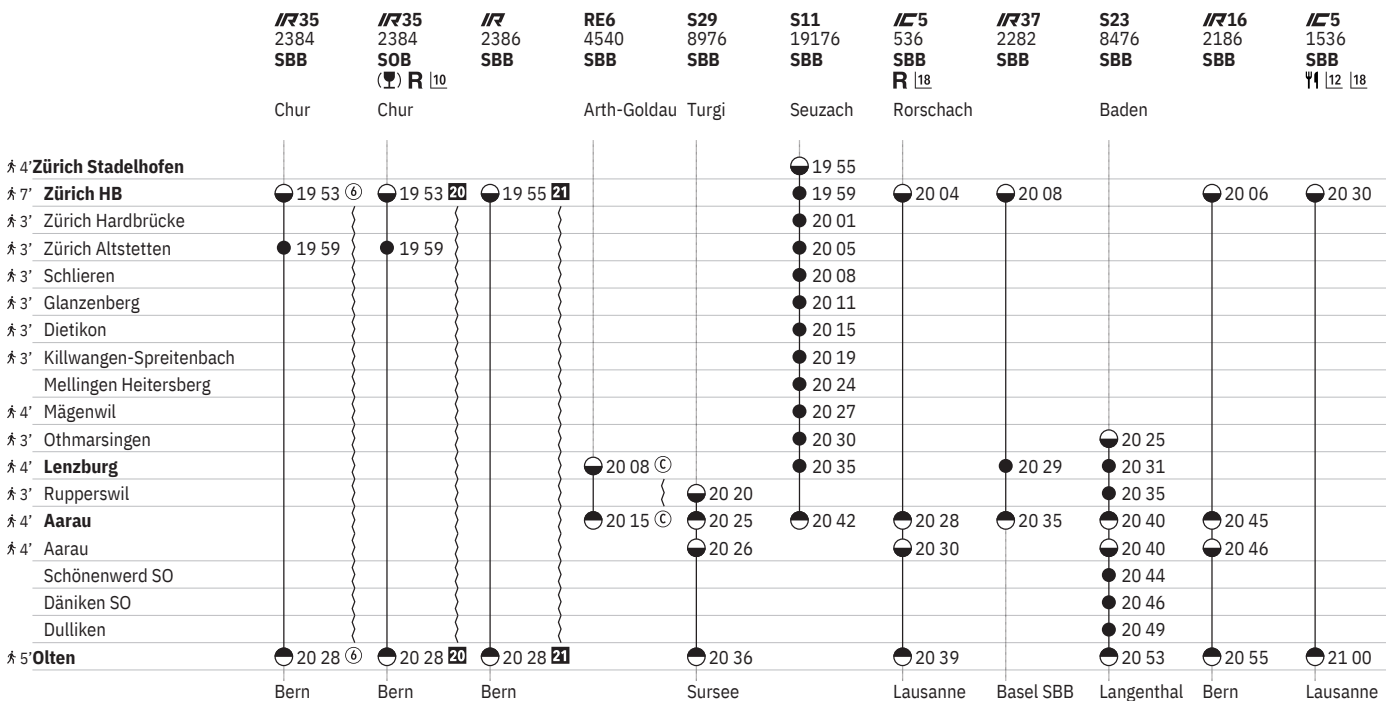 IR35 IR35 IR RE6 S29 S11 IC5 IR37 S23 IR16 IC5
2384 2384 2386 4540 8976 19176 536 2282 8476 2186 1536
SBB SOB SBB SBB SBB SBB SBB SBB SBB SBB SBB
R 10 R 18 12 18
Chur Chur Arth-Goldau Turgi Seuzach Rorschach Baden
4' Zürich Stadelhofen 19 55
7' Zürich HB 19 53 6 19 53 20 19 55 21 19 59 20 04 20 08 20 06 20 30
3' Zürich Hardbrücke 20 01
3' Zürich Altstetten 19 59 19 59 20 05
3' Schlieren 20 08
3' Glanzenberg 20 11
3' Dietikon 20 15
3' Killwangen-Spreitenbach 20 19
Mellingen Heitersberg 20 24
4' Mägenwil 20 27
3' Othmarsingen 20 30 20 25
4' Lenzburg 20 08 C 20 35 20 29 20 31
3' Rupperswil 20 20 20 35
4' Aarau 20 15 C 20 25 20 42 20 28 20 35 20 40 20 45
4' Aarau 20 26 20 30 20 40 20 46
Schönenwerd SO 20 44
Däniken SO 20 46
Dulliken 20 49
5' Olten 20 28 6 20 28 20 20 28 21 20 36 20 39 20 53 20 55 21 00
Bern Bern Bern Sursee Lausanne Basel SBB Langenthal Bern Lausanne